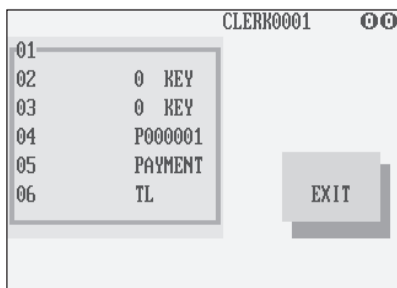 CLERK0001 00
01
02 0 KEY
03 0 KEY
04 P000001
05 PAYMENT
06 TL
EXIT